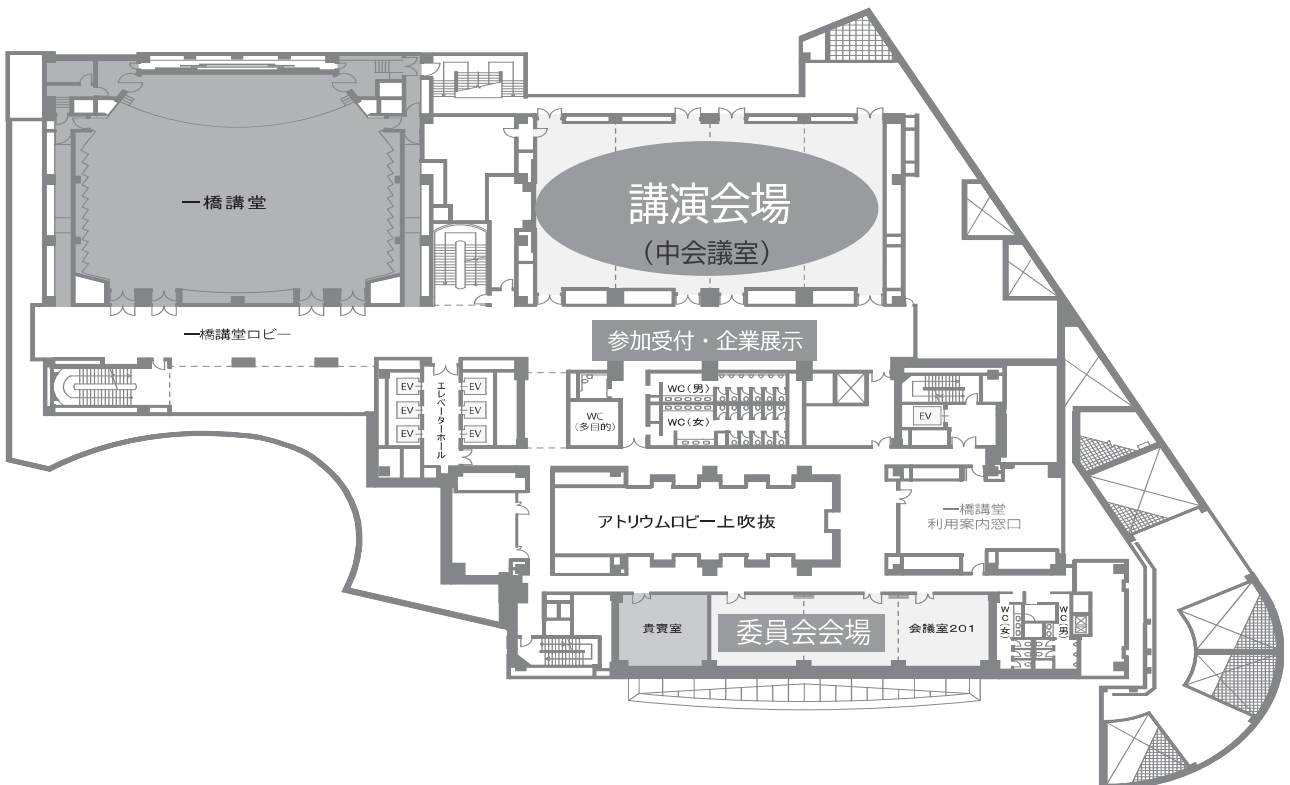 一橋講堂
講演会場
（中会議室）
一橋講堂ロビー
参加受付・企業展示
EV
EV
EV
エレベーターホール
EV
EV
EV
WC
（多目的）
WC（男）
WC（女）
EV
アトリウムロビー上吹抜
一橋講堂
利用案内窓口
貴賓室
委員会会場
会議室201
WC（女）
WC（男）